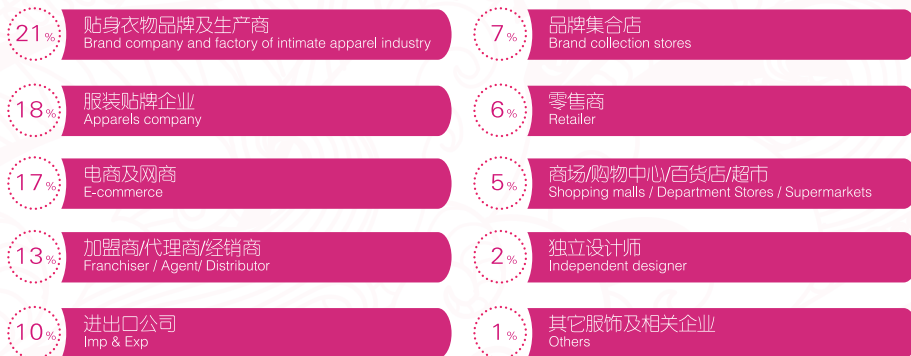 21%
贴身衣物品牌及生产商
Brand company and factory of intimate apparel industry
18%
服装贴牌企业
Apparels company
17%
电商及网商
E-commerce
13%
加盟商/代理商/经销商
Franchiser / Agent/ Distributor
10%
进出口公司
Imp & Exp
7%
品牌集合店
Brand collection stores
6%
零售商
Retailer
5%
商场/购物中心/百货店/超市
Shopping malls / Department Stores / Supermarkets
2%
独立设计师
Independent designer
1%
其它服饰及相关企业
Others